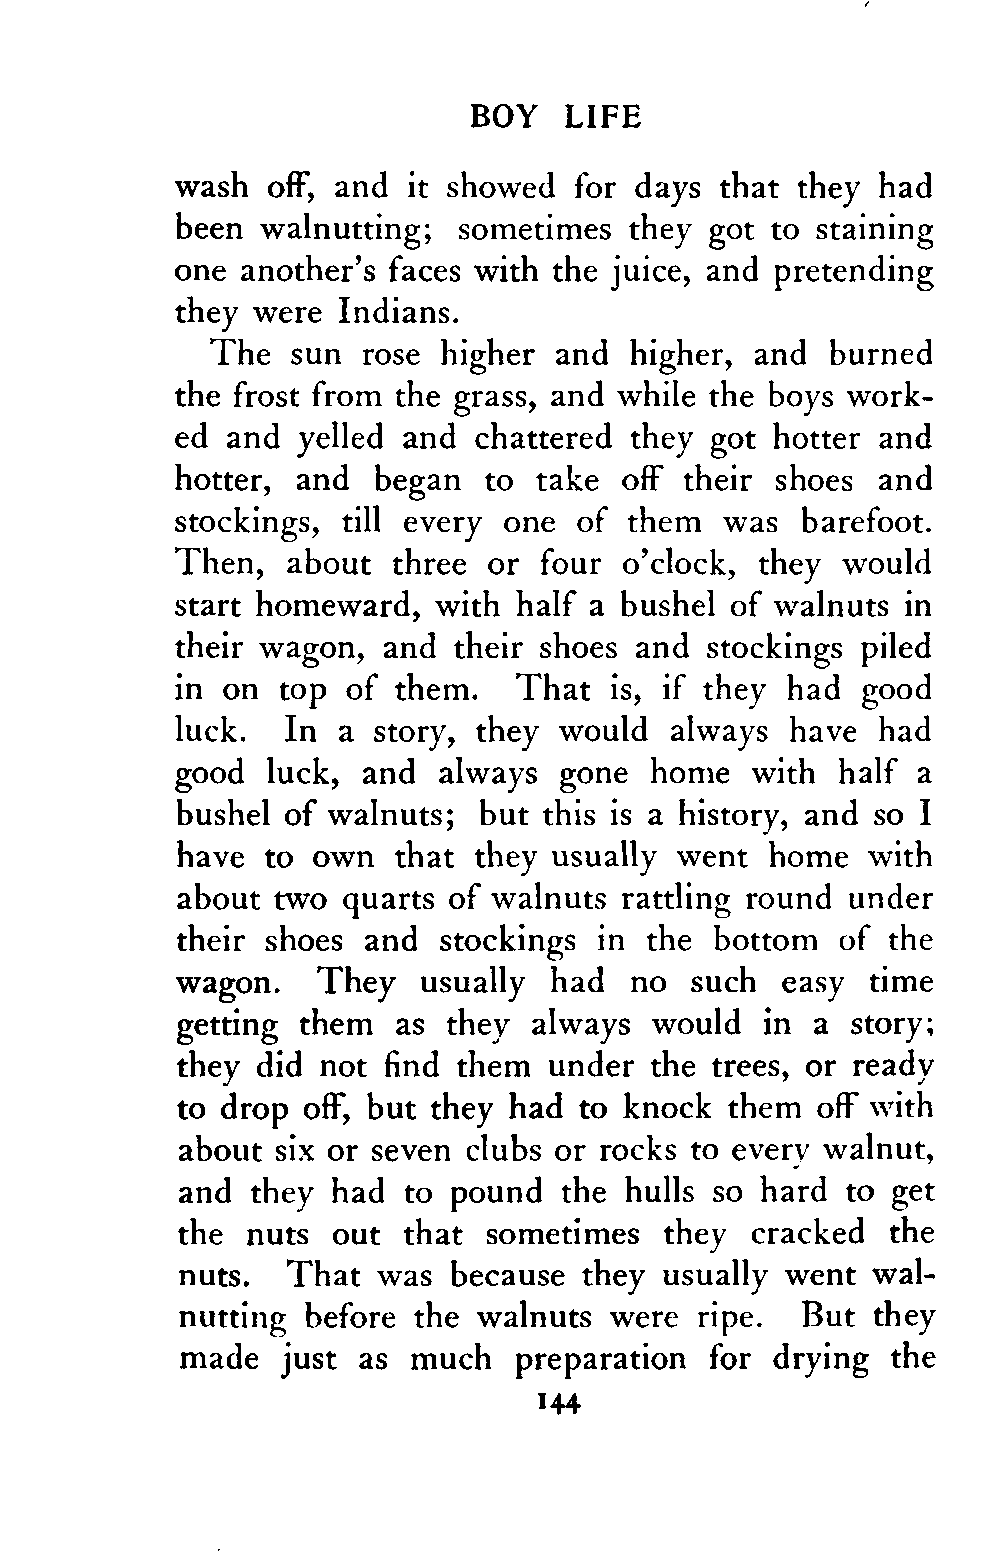 BOY LIFE
wash off, and it showed for days that they had
been walnutting; sometimes they got to staining
one another's faces with the juice, and pretending
they were Indians.
The sun rose higher and higher, and burned
the frost from the grass, and while the boys work-
ed and yelled and chattered they got hotter and
hotter, and began to take off their shoes and
stockings, till every one of them was barefoot.
Then, about three or four o'clock, they would
start homeward, with half a bushel of walnuts in
their wagon, and their shoes and stockings piled
in on top of them. That is, if they had good
luck. In a story, they would always have had
good luck, and always gone home with half a
bushel of walnuts; but this is a history, and so I
have to own that they usually went home with
about two quarts of walnuts rattling round under
their shoes and stockings in the bottom of the
wagon. They usually had no such easy time
getting them as they always would in a story;
they did not find them under the trees, or ready
to drop off, but they had to knock them off with
about six or seven clubs or rocks to every walnut,
and they had to pound the hulls so hard to get
the nuts out that sometimes they cracked the
nuts. That was because they usually went wal-
nutting before the walnuts were ripe. But they
made just as much preparation for drying the
144